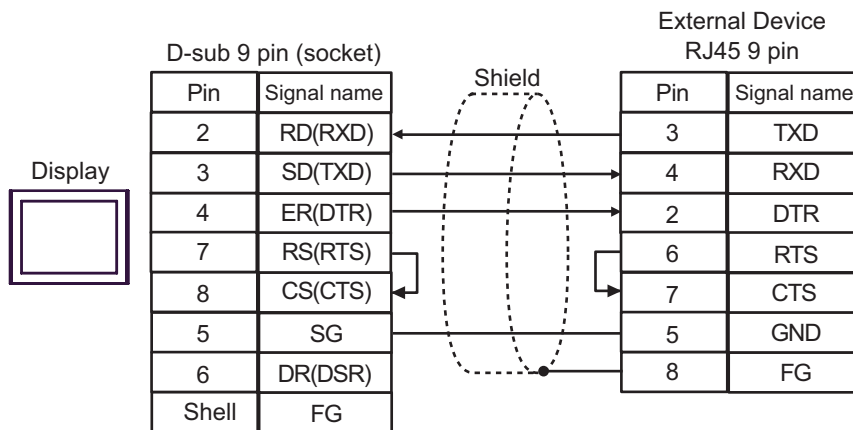 External Device
D-sub 9 pin (socket) RJ45 9 pin
Shield
Pin Signal name Pin Signal name
2 RD(RXD) 3 TXD
Display 3 SD(TXD) 4 RXD
4 ER(DTR) 2 DTR
7 RS(RTS) 6 RTS
8 CS(CTS) 7 CTS
5 SG 5 GND
6 DR(DSR) 8 FG
Shell FG